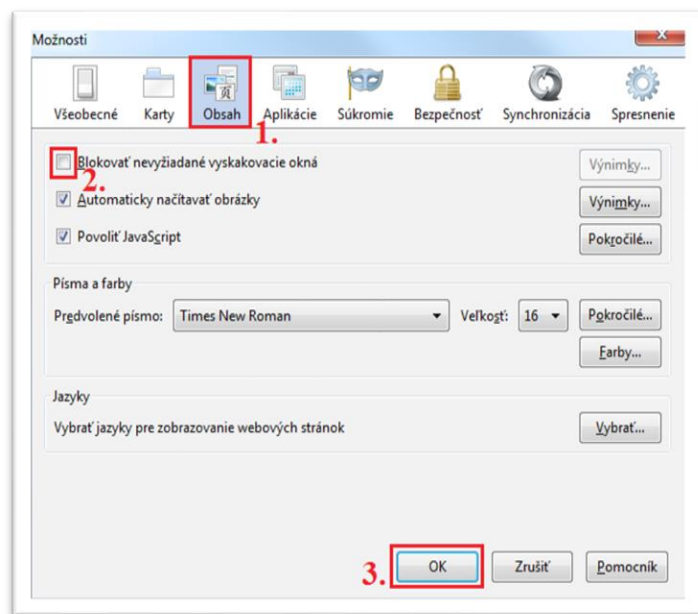 Možnosti
Všeobecné Karty Obsah Aplikácie Súkromie Bezpečnosť Synchronizácia Spresnenie
1.
Blokovať nevyžiadané vyskakovacie okná Výnimky...
2.
Automaticky načítavať obrázky Výnimky...
Povoliť JavaScript Pokročilé...
Písma a farby
Predvolené písmo: Times New Roman Veľkosť: 16 Pokročilé...
Farby...
Jazyky
Vybrať jazyky pre zobrazovanie webových stránok Vybrať...
3. OK Zrušiť Pomocník